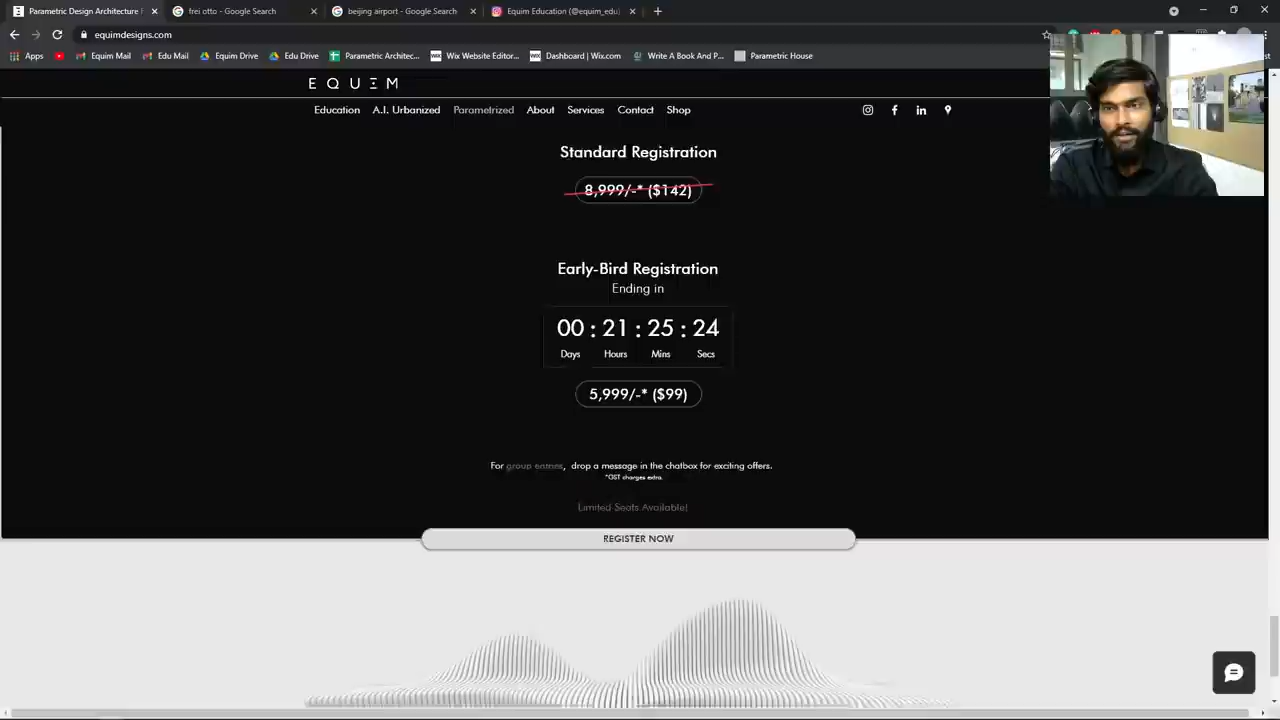 Parametric Design Architecture
frei otto - Google Search
beijing airport - Google Search
Equim Education (@equim_edu)
equimdesigns.com
Apps
Equim Mail
Edu Mail
Equim Drive
Edu Drive
Parametric Architec...
Wix Website Editor...
Dashboard | Wix.com
Write A Book And P...
Parametric House
EQUIM
Education
A.I. Urbanized
Parametrized
About
Services
Contact
Shop
Standard Registration
8,999/-* ($142)
Early-Bird Registration
Ending in
00 : 21 : 25 : 24
Days Hours Mins Secs
5,999/-* ($99)
For group entries, drop a message in the chatbox for exciting offers.
*GST charges extra.
Limited Seats Available!
REGISTER NOW